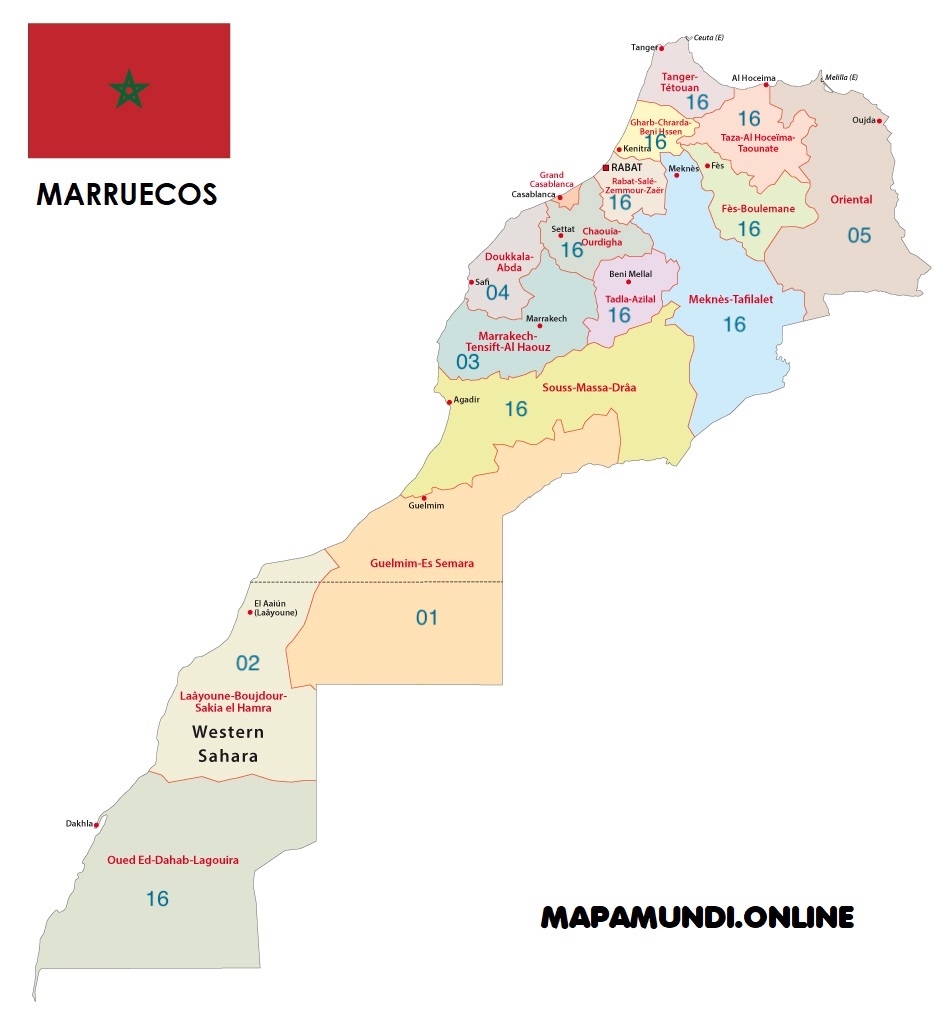 Ceuta (E)
Tanger
Tanger-
Tétouan
16
Al Hoceima
Melilla (E)
16
Taza-Al Hoceïma-
Taounate
Oujda
Gharb-Chrarda-
Beni Hssen
16
Kenitra
MARRUECOS
RABAT
Meknès
Fès
Grand
Casablanca
Casablanca
Rabat-Salé-
Zemmour-Zaër
16
Fès-Boulemane
16
Oriental
05
Settat
Chaouia-
Ourdigha
16
Doukkala-
Abda
Safi
04
Beni Mellal
Tadla-Azilal
16
Meknès-Tafilalet
16
Marrakech
Marrakech-
Tensift-Al Haouz
03
Souss-Massa-Drâa
16
Agadir
Guelmim
Guelmim-Es Semara
01
El Aaiún
(Laâyoune)
02
Laâyoune-Boujdour-
Sakia el Hamra
Western
Sahara
Dakhla
Oued Ed-Dahab-Lagouira
16
MAPAMUNDI.ONLINE